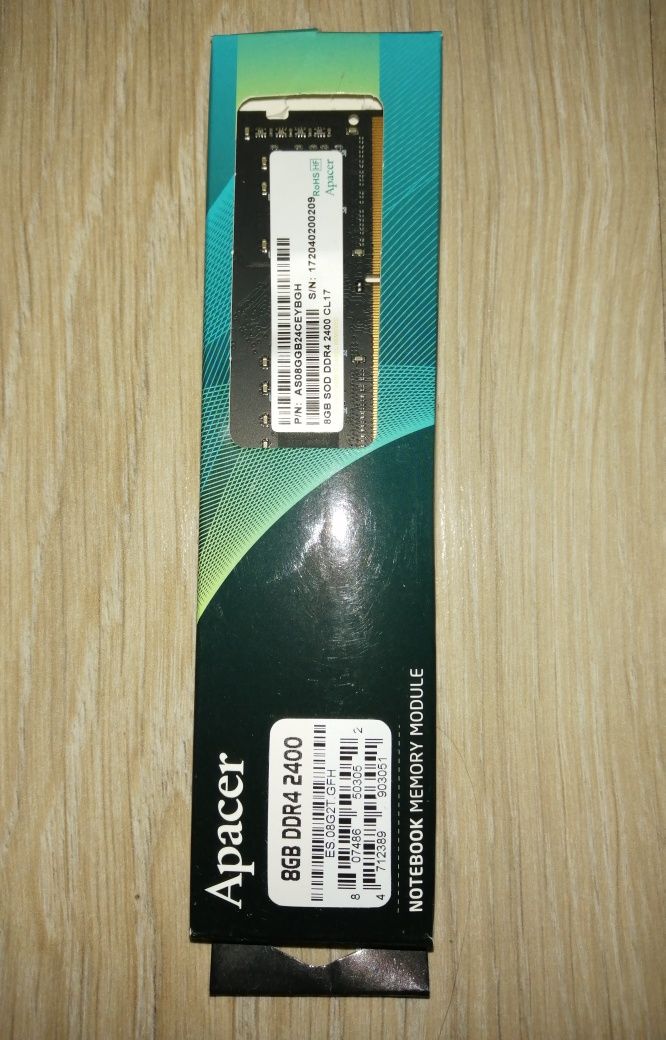 P/N: AS08GGB24CEYBGH
S/N: 172040200209
8GB SOD DDR4 2400 CL17
RoHS HF
Apacer
Apacer
8GB DDR4 2400
ES.08G2T.GFH
8 07486 50305 2
4 712389 903051
NOTEBOOK MEMORY MODULE